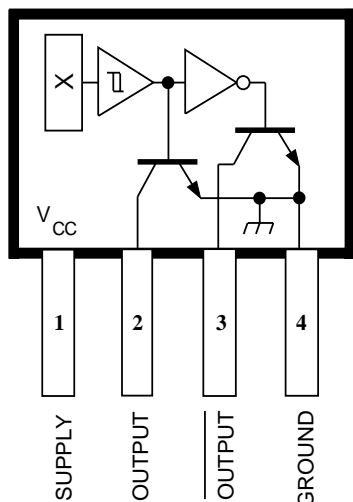 X
V CC
1
2
3
4
SUPPLY
OUTPUT
OUTPUT
GROUND